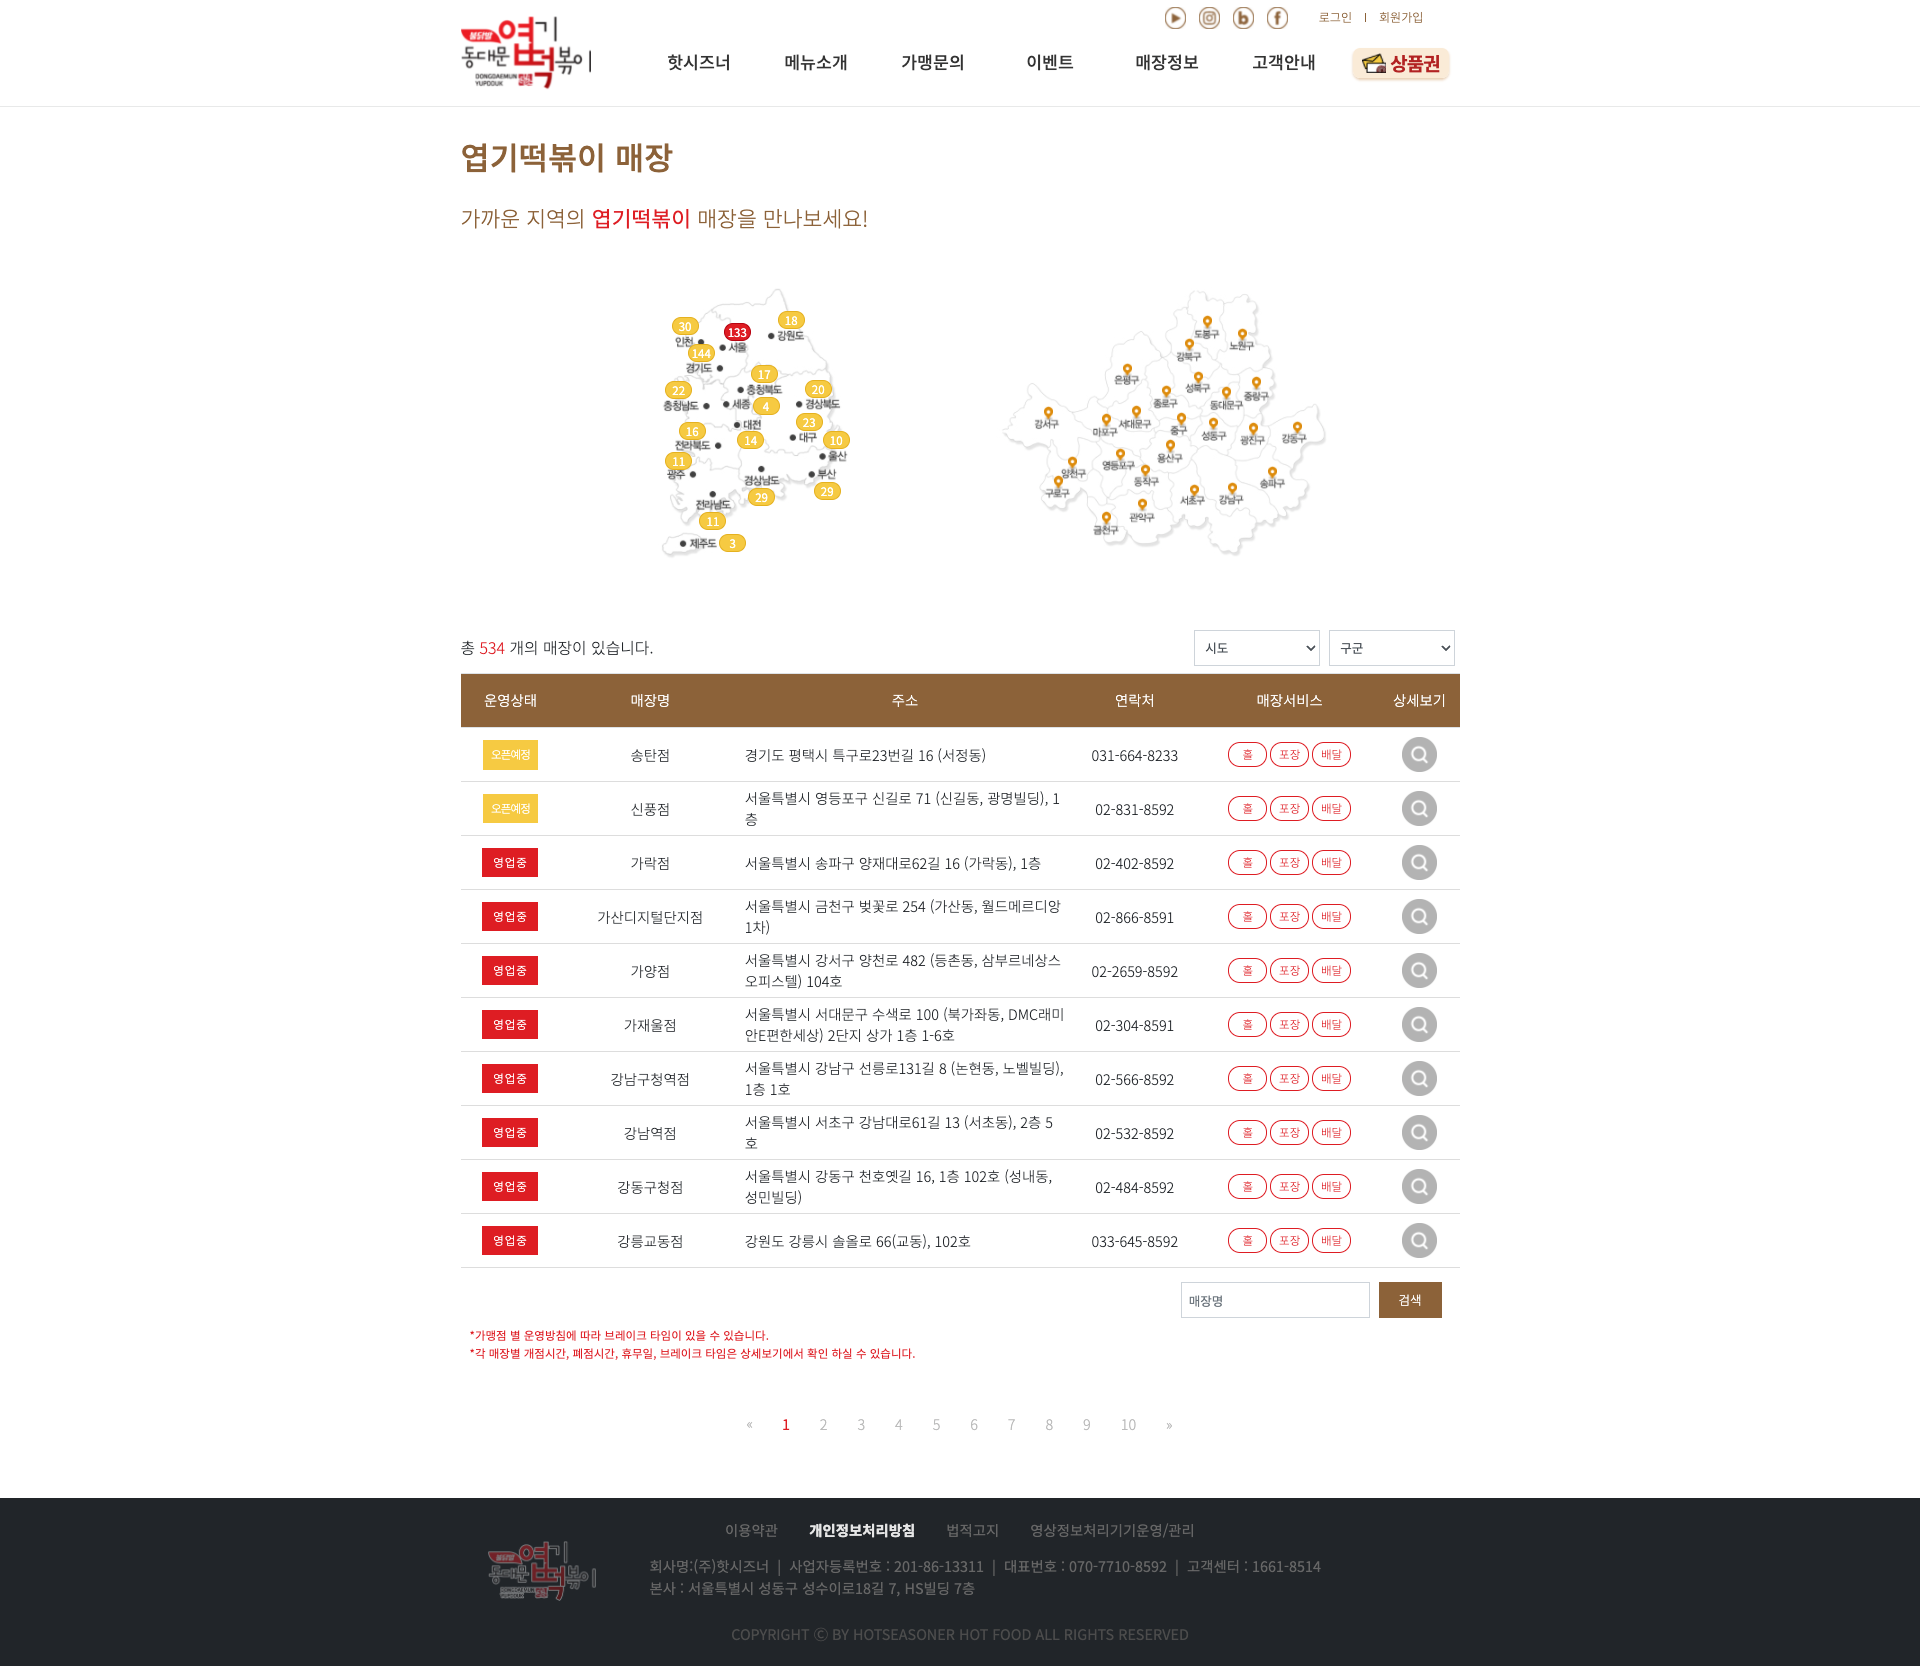 로그인 | 회원가입
불닭발 엽기
동대문 떡볶이
DONGDAEMUN
YUPDDUK
핫시즈너 메뉴소개 가맹문의 이벤트 매장정보 고객안내 상품권
엽기떡볶이 매장
가까운 지역의 엽기떡볶이 매장을 만나보세요!
30
인천
133
서울
18
강원도
144
경기도
17
충청북도
22
충청남도
세종
4
20
경상북도
대전
14
23
대구
16
전라북도
10
울산
11
광주
경상남도
29
부산
29
전라남도
11
제주도 3
도봉구
노원구
강북구
은평구
성북구
중랑구
종로구
동대문구
강서구
마포구
서대문구
중구
성동구
광진구
강동구
용산구
영등포구
양천구
동작구
구로구
서초구
강남구
송파구
관악구
금천구
총 534 개의 매장이 있습니다.
시도 구군
운영상태 매장명 주소 연락처 매장서비스 상세보기
오픈예정 송탄점 경기도 평택시 특구로23번길 16 (서정동) 031-664-8233 홀 포장 배달
오픈예정 신풍점 서울특별시 영등포구 신길로 71 (신길동, 광명빌딩), 1 02-831-8592 홀 포장 배달
층
영업중 가락점 서울특별시 송파구 양재대로62길 16 (가락동), 1층 02-402-8592 홀 포장 배달
영업중 가산디지털단지점 서울특별시 금천구 벚꽃로 254 (가산동, 월드메르디앙 02-866-8591 홀 포장 배달
1차)
영업중 가양점 서울특별시 강서구 양천로 482 (등촌동, 삼부르네상스 02-2659-8592 홀 포장 배달
오피스텔) 104호
영업중 가재울점 서울특별시 서대문구 수색로 100 (북가좌동, DMC래미 02-304-8591 홀 포장 배달
안E편한세상) 2단지 상가 1층 1-6호
영업중 강남구청역점 서울특별시 강남구 선릉로131길 8 (논현동, 노벨빌딩), 02-566-8592 홀 포장 배달
1층 1호
영업중 강남역점 서울특별시 서초구 강남대로61길 13 (서초동), 2층 5 02-532-8592 홀 포장 배달
호
영업중 강동구청점 서울특별시 강동구 천호옛길 16, 1층 102호 (성내동, 02-484-8592 홀 포장 배달
성민빌딩)
영업중 강릉교동점 강원도 강릉시 솔올로 66(교동), 102호 033-645-8592 홀 포장 배달
매장명 검색
*가맹점 별 운영방침에 따라 브레이크 타임이 있을 수 있습니다.
*각 매장별 개점시간, 폐점시간, 휴무일, 브레이크 타임은 상세보기에서 확인 하실 수 있습니다.
« 1 2 3 4 5 6 7 8 9 10 »
이용약관 개인정보처리방침 법적고지 영상정보처리기기운영/관리
불닭발 엽기
동대문 떡볶이
회사명:(주)핫시즈너 | 사업자등록번호 : 201-86-13311 | 대표번호 : 070-7710-8592 | 고객센터 : 1661-8514
본사 : 서울특별시 성동구 성수이로18길 7, HS빌딩 7층
COPYRIGHT ⓒ BY HOTSEASONER HOT FOOD ALL RIGHTS RESERVED